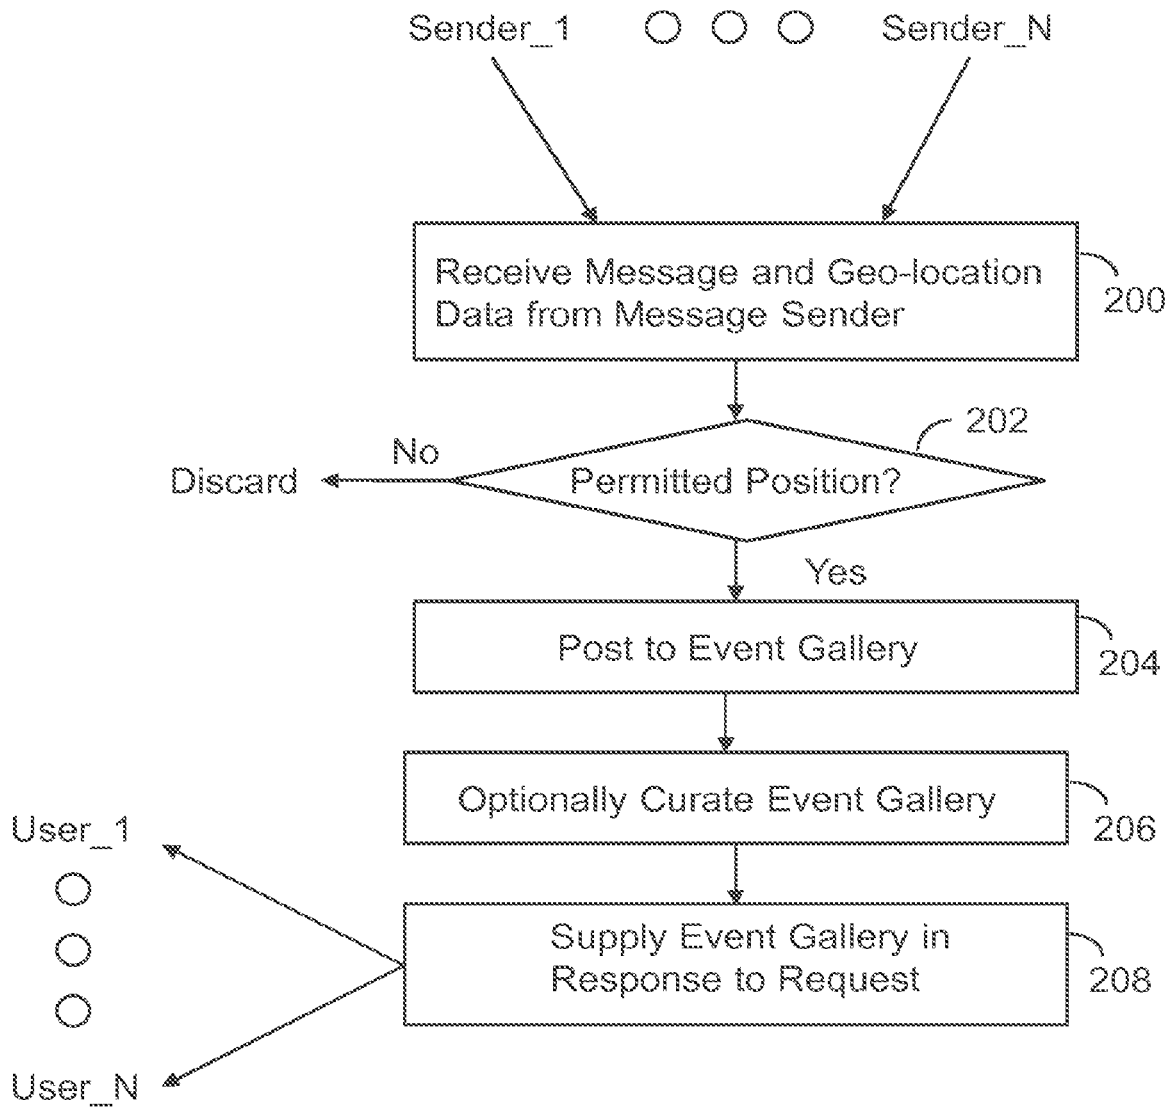 Sender_1
Sender_N
Receive Message and Geo-location
Data from Message Sender
200
202
No
Discard
Permitted Position?
Yes
Post to Event Gallery
204
Optionally Curate Event Gallery
206
User_1
Supply Event Gallery in
Response to Request
208
User_N